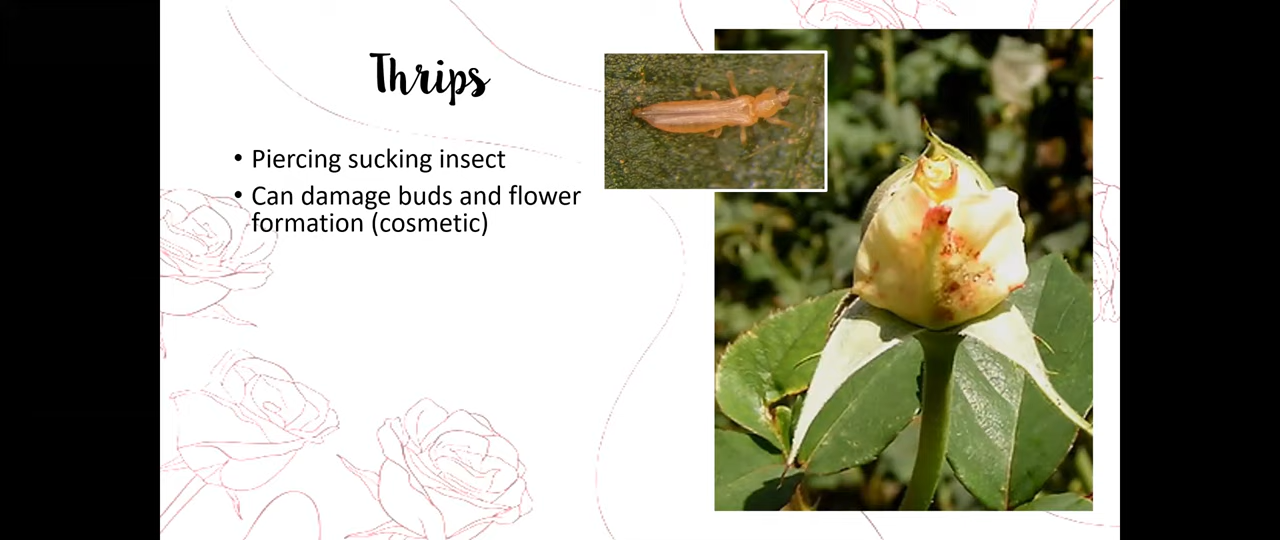 Thrips
• Piercing sucking insect
• Can damage buds and flower
formation (cosmetic)